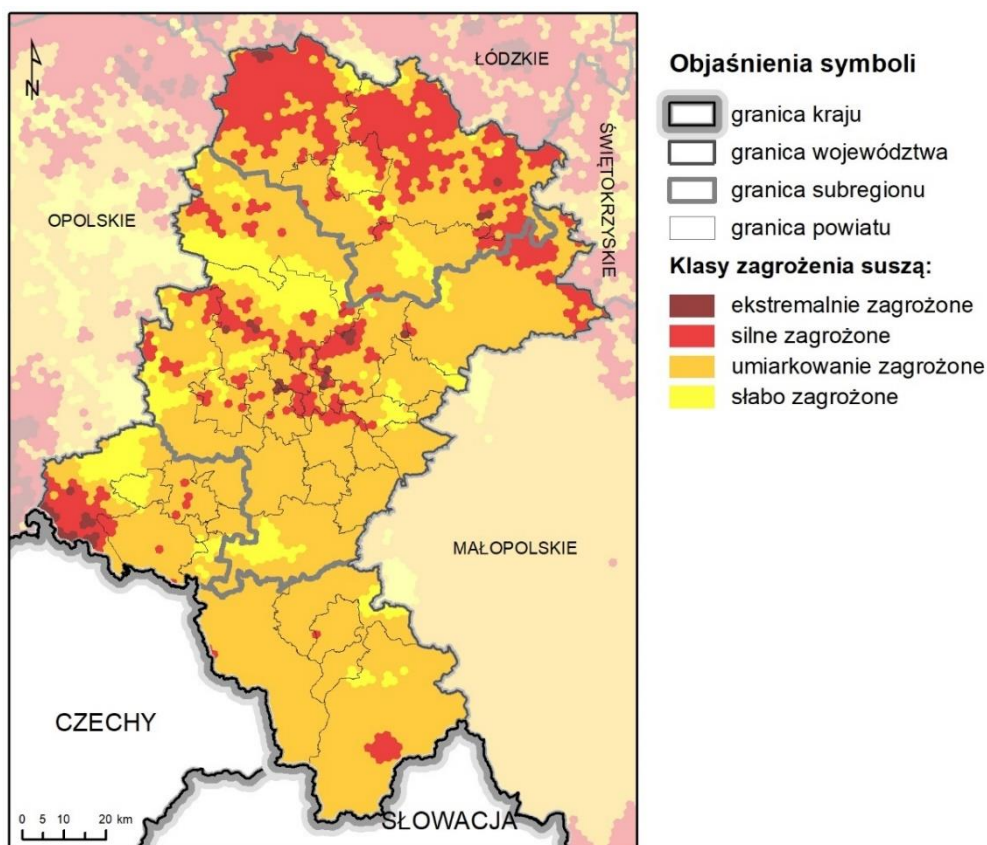 N
ŁÓDZKIE
ŚWIĘTOKRZYSKIE
OPOLSKIE
MAŁOPOLSKIE
CZECHY
SŁOWACJA
0 5 10 20 km
Objaśnienia symboli
granica kraju
granica województwa
granica subregionu
granica powiatu
Klasy zagrożenia suszą:
ekstremalnie zagrożone
silne zagrożone
umiarkowanie zagrożone
słabo zagrożone